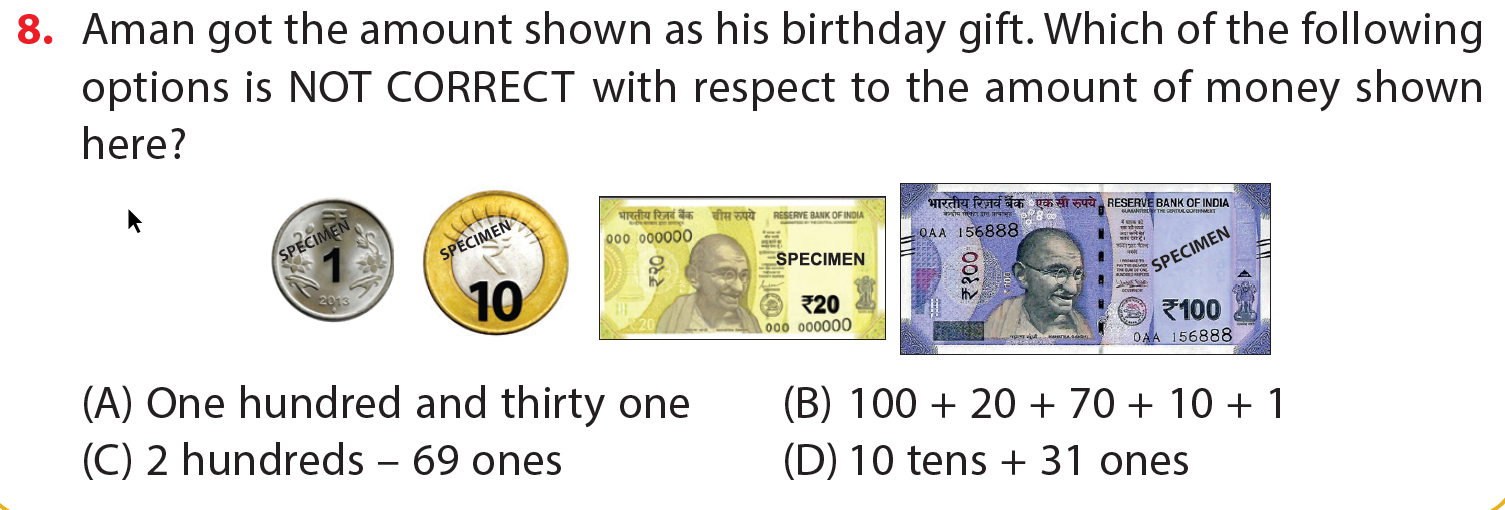 8. Aman got the amount shown as his birthday gift. Which of the following
options is NOT CORRECT with respect to the amount of money shown
here?
SPECIMEN
1
2013
SPECIMEN
10
भारतीय रिज़र्व बैंक बीस रुपये RESERVE BANK OF INDIA
000 000000
₹२०
SPECIMEN
₹20
20
000 000000
भारतीय रिज़र्व बैंक एक सौ रुपये RESERVE BANK OF INDIA
0AA 156888
₹१००
SPECIMEN
₹100
0AA 156888
(A) One hundred and thirty one (B) 100 + 20 + 70 + 10 + 1
(C) 2 hundreds – 69 ones (D) 10 tens + 31 ones